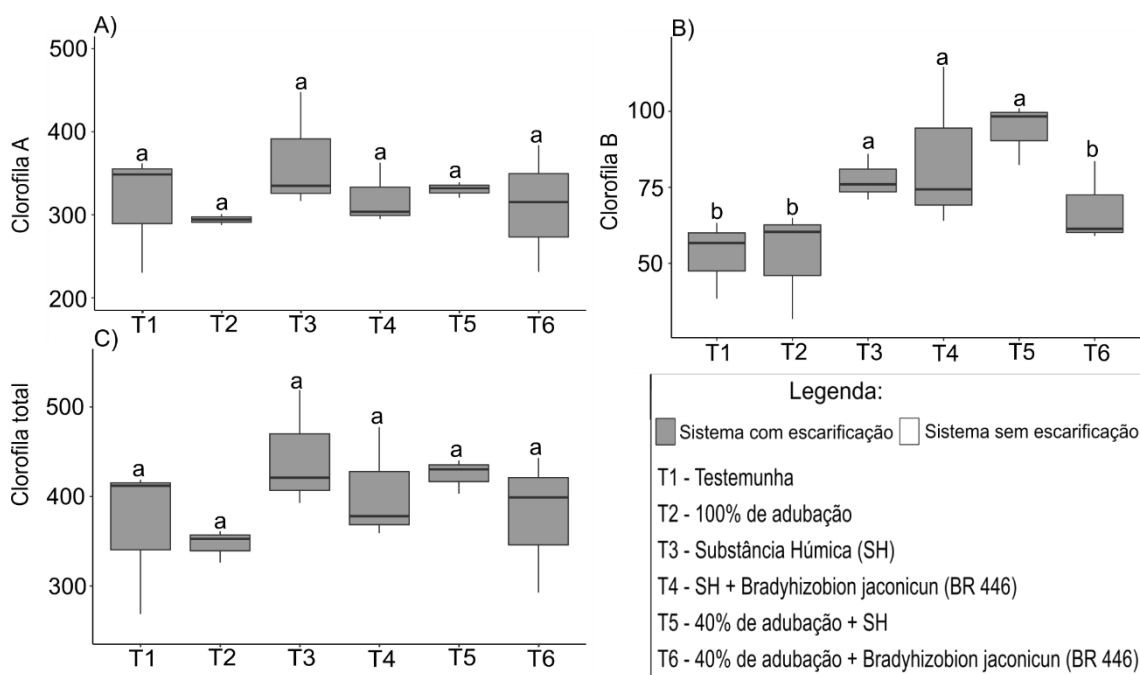 A)
Clorofila A
500
400
300
200
a
a
a
a
a
a
T1
T2
T3
T4
T5
T6
B)
Clorofila B
100
75
50
b
b
a
a
a
b
T1
T2
T3
T4
T5
T6
C)
Clorofila total
500
400
300
a
a
a
a
a
a
T1
T2
T3
T4
T5
T6
Legenda:
Sistema com escarificação Sistema sem escarificação
T1 - Testemunha
T2 - 100% de adubação
T3 - Substância Húmica (SH)
T4 - SH + Bradyhizobion jaconicun (BR 446)
T5 - 40% de adubação + SH
T6 - 40% de adubação + Bradyhizobion jaconicun (BR 446)